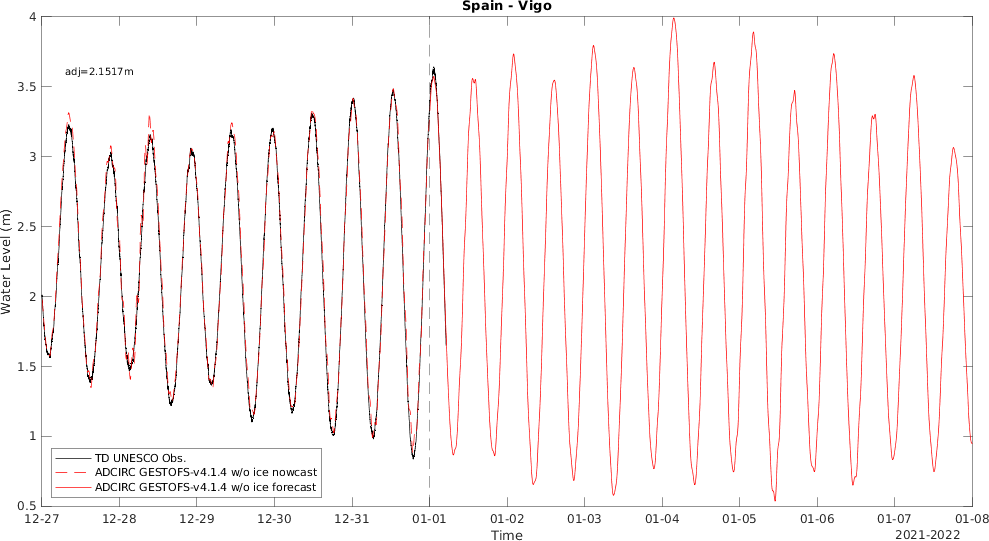 Spain - Vigo
4
3.5
3
2.5
2
1.5
1
0.5
Water Level (m)
adj=2.1517m
TD UNESCO Obs.
ADCIRC GESTOFS-v4.1.4 w/o ice nowcast
ADCIRC GESTOFS-v4.1.4 w/o ice forecast
12-27 12-28 12-29 12-30 12-31 01-01 01-02 01-03 01-04 01-05 01-06 01-07 01-08
Time
2021-2022